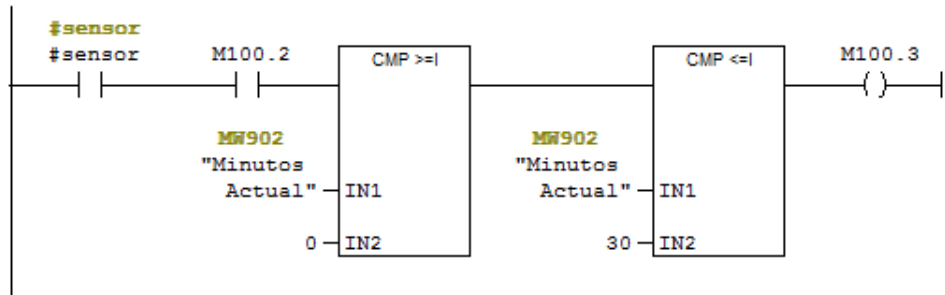 #sensor
#sensor
M100.2
CMP >=I
CMP <=I
M100.3
MW902
"Minutos
Actual"
IN1
0
IN2
MW902
"Minutos
Actual"
IN1
30
IN2